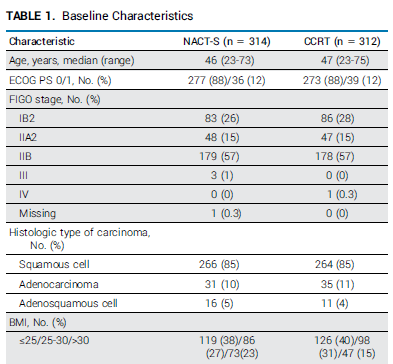 TABLE 1. Baseline Characteristics
Characteristic NACT-S (n = 314) CCRT (n = 312)
Age, years, median (range) 46 (23-73) 47 (23-75)
ECOG PS 0/1, No. (%) 277 (88)/36 (12) 273 (88)/39 (12)
FIGO stage, No. (%)
IB2 83 (26) 86 (28)
IIA2 48 (15) 47 (15)
IIB 179 (57) 178 (57)
III 3 (1) 0 (0)
IV 0 (0) 1 (0.3)
Missing 1 (0.3) 0 (0)
Histologic type of carcinoma,
No. (%)
Squamous cell 266 (85) 264 (85)
Adenocarcinoma 31 (10) 35 (11)
Adenosquamous cell 16 (5) 11 (4)
BMI, No. (%)
≤25/25-30/>30 119 (38)/86 126 (40)/98
(27)/73(23) (31)/47 (15)